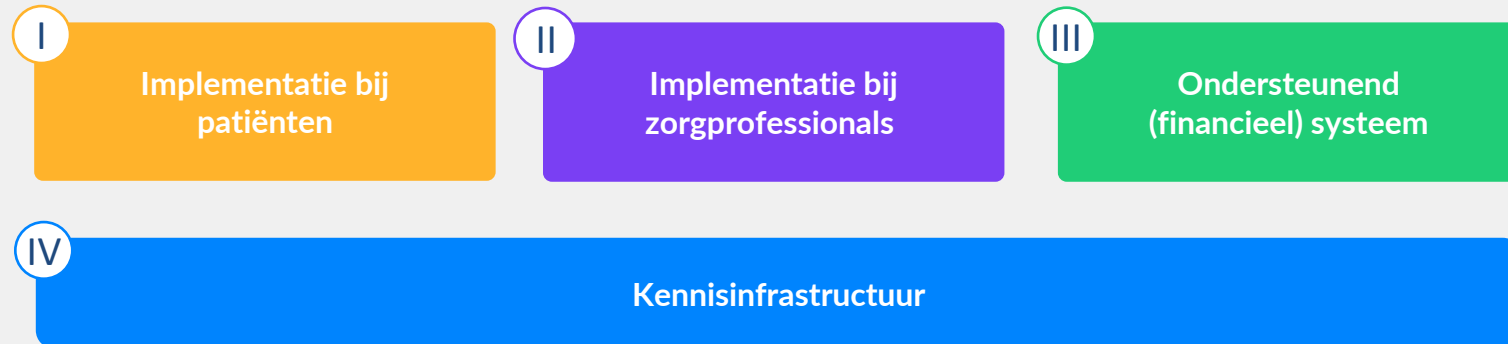 I
Implementatie bij
patiënten
II
Implementatie bij
zorgprofessionals
III
Ondersteunend
(financieel) systeem
IV
Kennisinfrastructuur